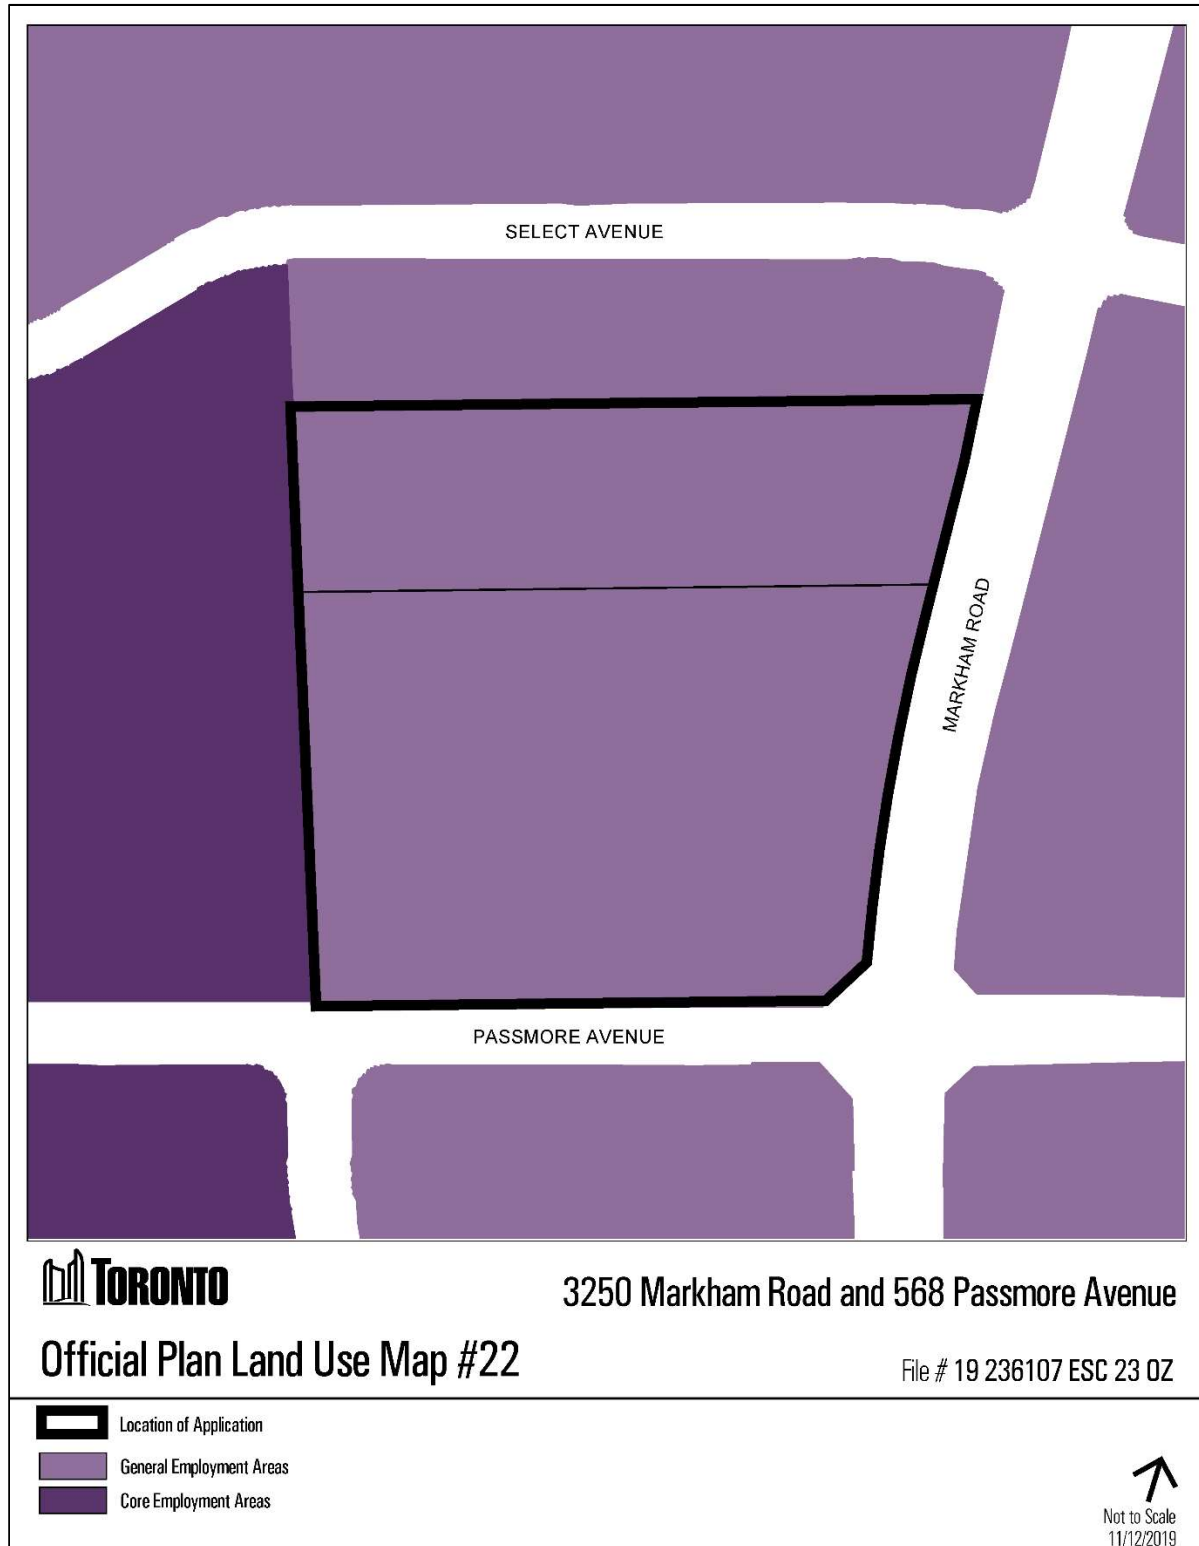 SELECT AVENUE
MARKHAM ROAD
PASSMORE AVENUE
TORONTO
3250 Markham Road and 568 Passmore Avenue
Official Plan Land Use Map #22
File # 19 236107 ESC 23 OZ
Location of Application
General Employment Areas
Core Employment Areas
Not to Scale
11/12/2019